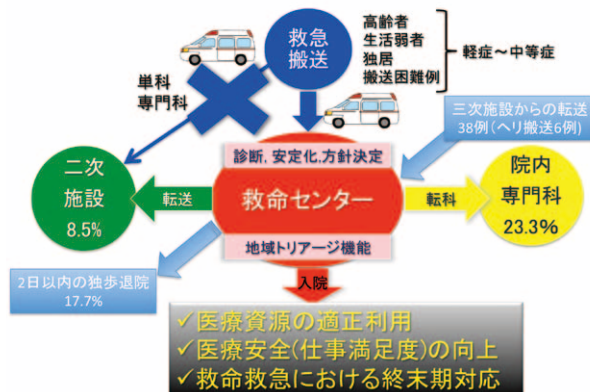 救急
搬送
高齢者
生活弱者
独居
搬送困難例
軽症～中等症
単科
専門科
三次施設からの転送
38例(ヘリ搬送6例)
診断,安定化,方針決定
二次
施設
8.5%
転送
救命センター
転科
院内
専門科
23.3%
地域トリアージ機能
2日以内の独歩退院
17.7%
入院
✓医療資源の適正利用
✓医療安全(仕事満足度)の向上
✓救命救急における終末期対応